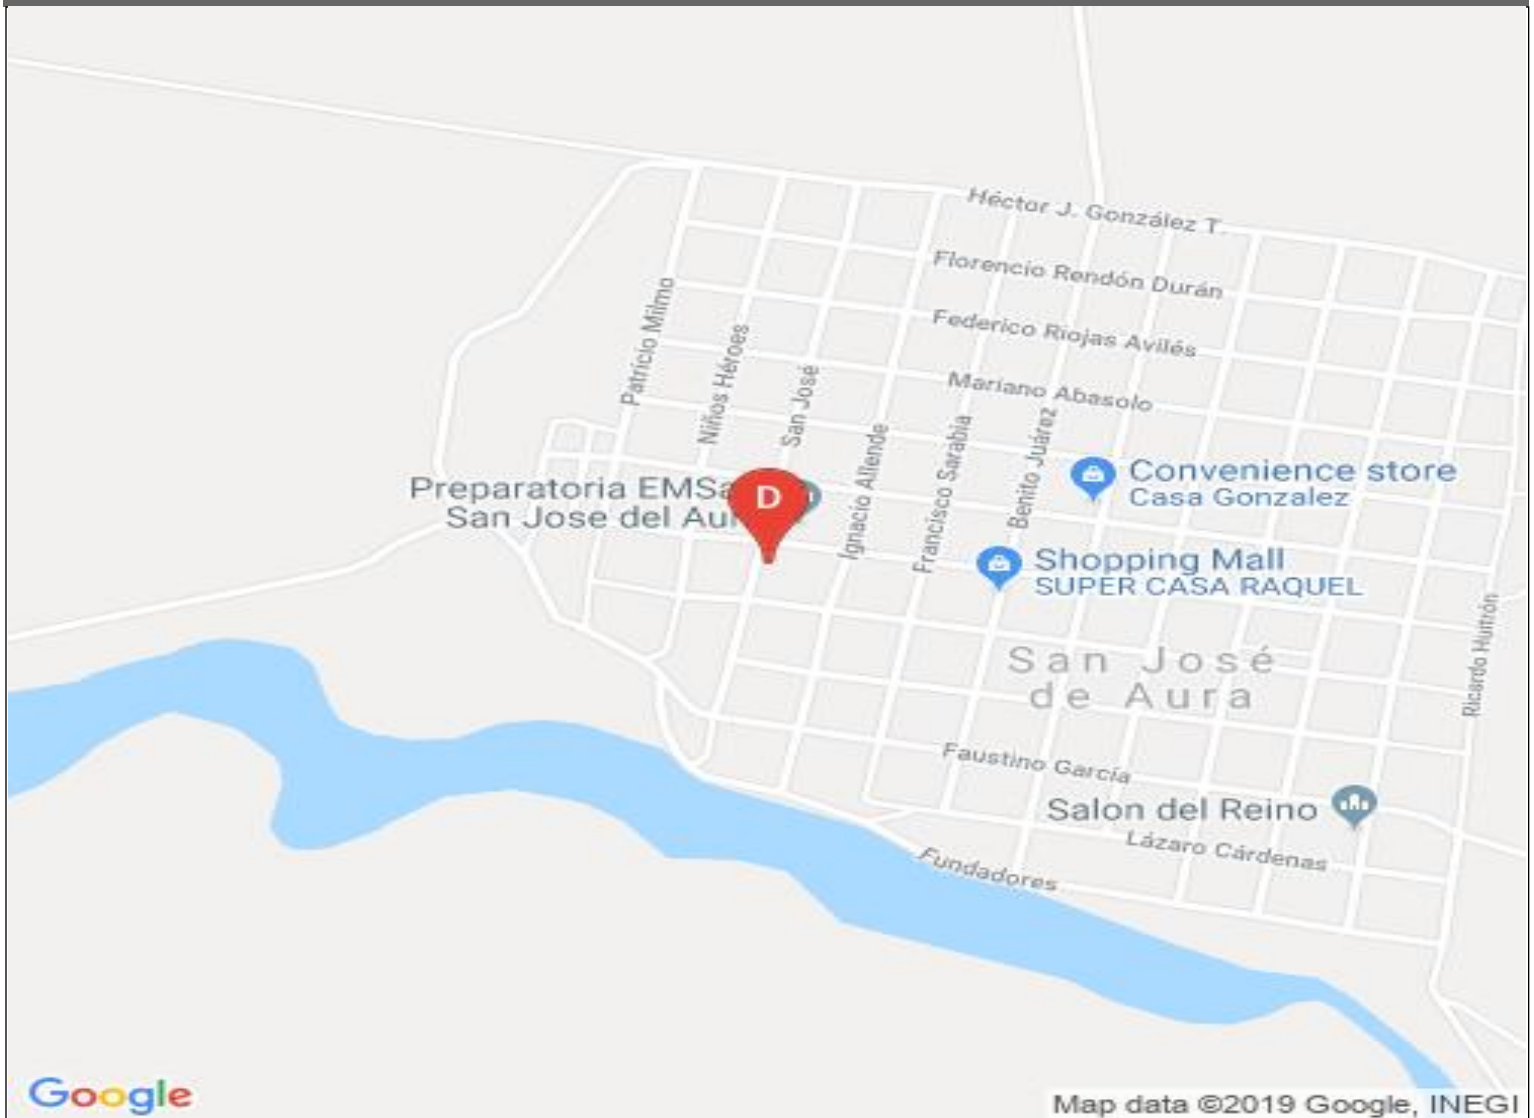 Héctor J. González T.
Florencio Rendón Durán
Federico Riojas Avilés
Mariano Abasolo
Patricio Milmo
Niños Héroes
San José
Ignacio Allende
Francisco Sarabia
Benito Juárez
Convenience store
Casa Gonzalez
Preparatoria EMSa
San Jose del Au
D
Shopping Mall
SUPER CASA RAQUEL
San José
de Aura
Ricardo Huitrón
Faustino García
Salon del Reino
Lázaro Cárdenas
Fundadores
Google
Map data ©2019 Google, INEGI